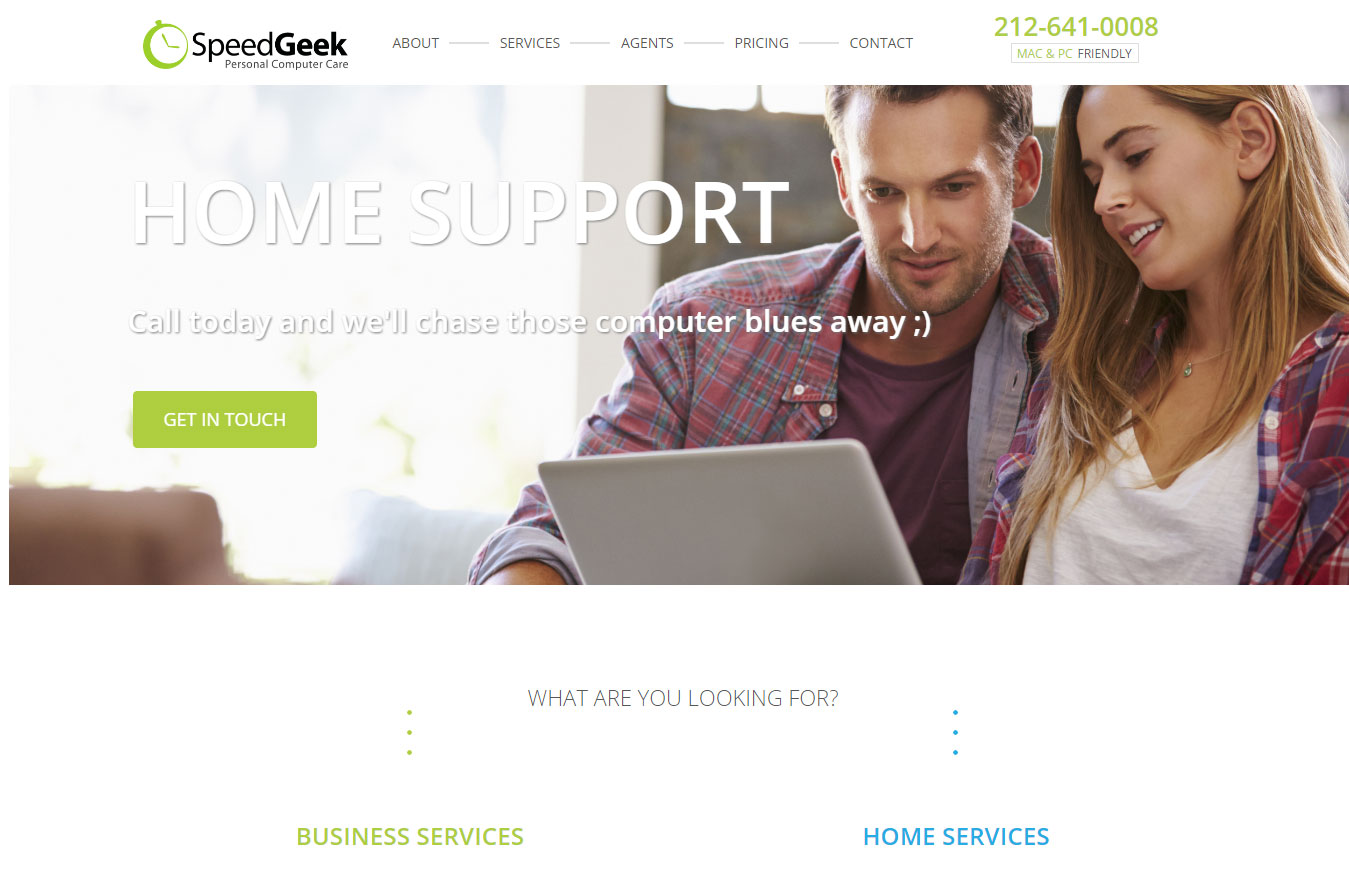 SpeedGeek
Personal Computer Care
ABOUT SERVICES AGENTS PRICING CONTACT
212-641-0008
MAC & PC FRIENDLY
HOME SUPPORT
Call today and we'll chase those computer blues away ;)
GET IN TOUCH
WHAT ARE YOU LOOKING FOR?
BUSINESS SERVICES
HOME SERVICES